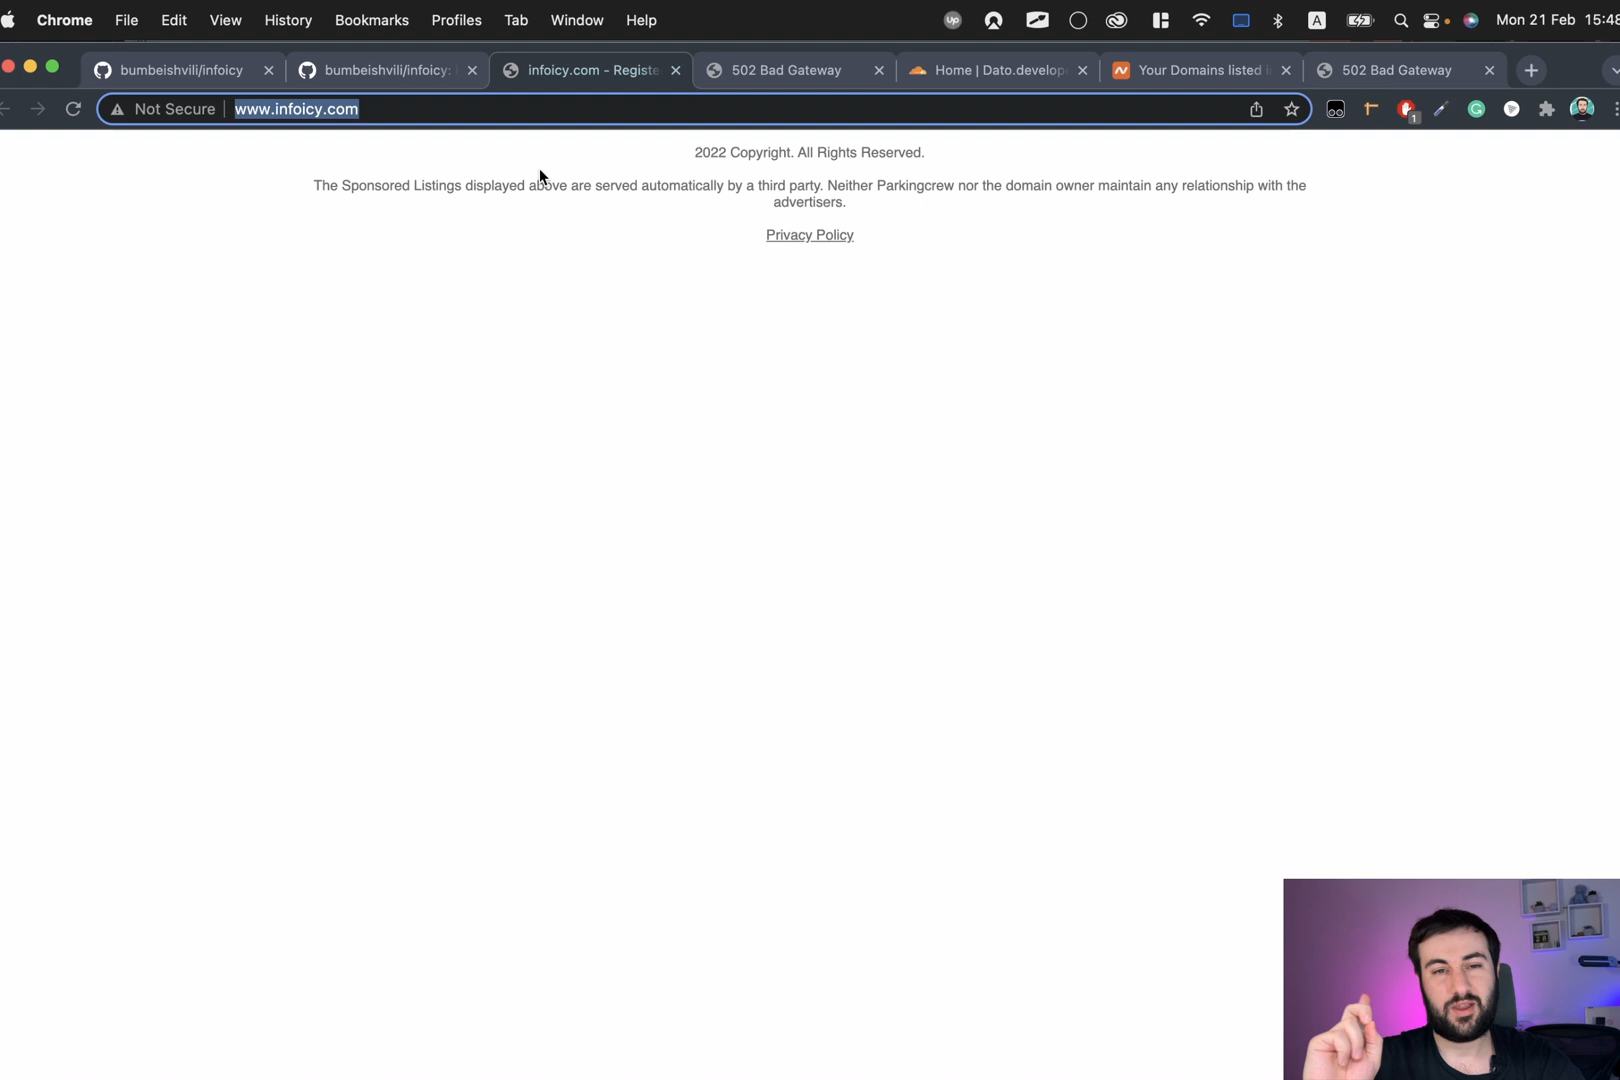 Chrome File Edit View History Bookmarks Profiles Tab Window Help Up A Mon 21 Feb 15:48
bumbeishvili/infoicy bumbeishvili/infoicy: infoicy.com - Registe 502 Bad Gateway Home | Dato.develop Your Domains listed i 502 Bad Gateway
Not Secure www.infoicy.com 1
2022 Copyright. All Rights Reserved.
The Sponsored Listings displayed above are served automatically by a third party. Neither Parkingcrew nor the domain owner maintain any relationship with the
advertisers.
Privacy Policy